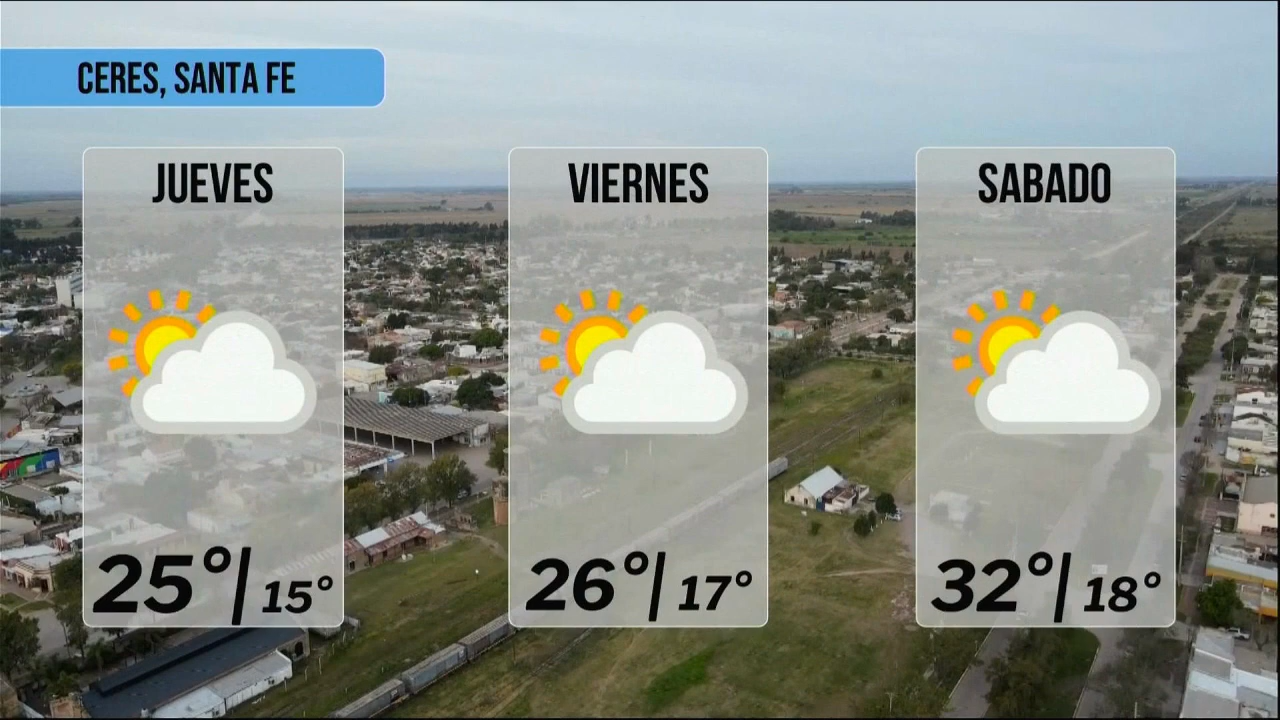 CERES, SANTA FE
JUEVES
25°/15°
VIERNES
26°/17°
SABADO
32°/18°